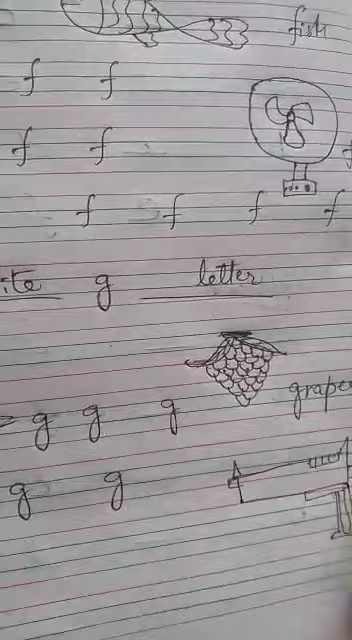 fish
f f
f f
f f f f
ite g letter
grape
g g g
g g